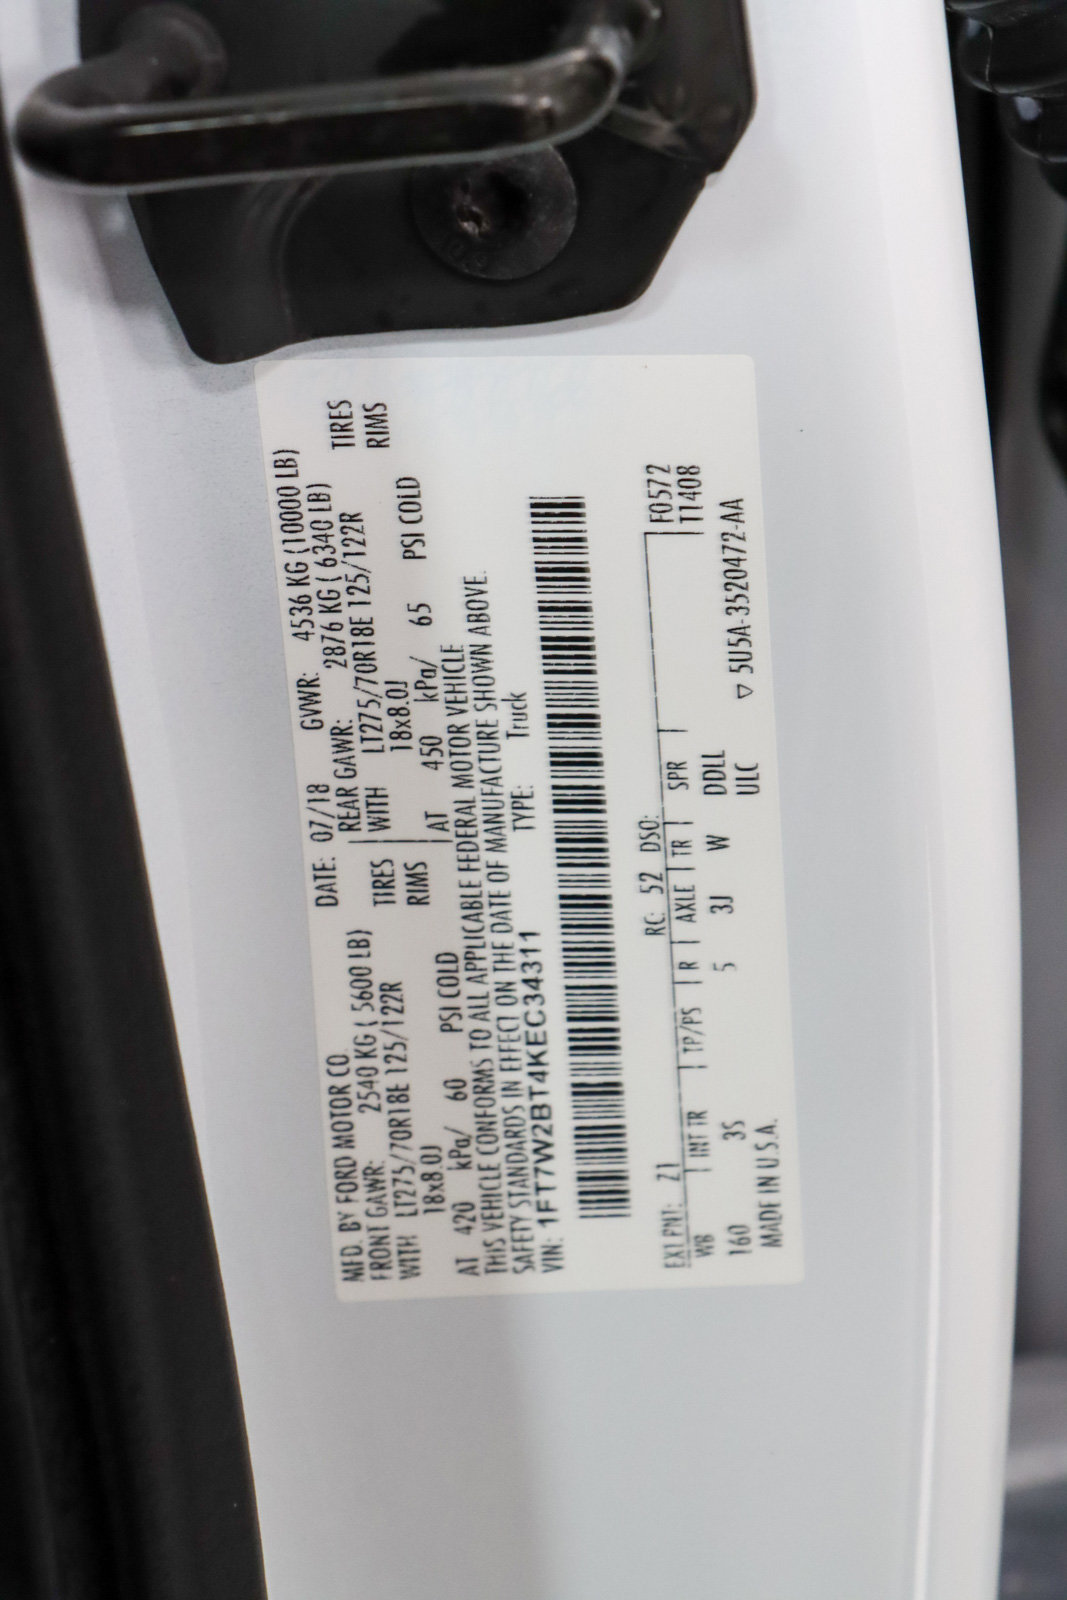 MFD. BY FORD MOTOR CO. DATE: 07/18 GVWR: 4536 KG (10000 LB)
FRONT GAWR: 2540 KG ( 5600 LB) REAR GAWR: 2876 KG ( 6340 LB)
WITH LT275/70R18E 125/122R TIRES WITH LT275/70R18E 125/122R TIRES
18x8.0J RIMS 18x8.0J RIMS
AT 420 kPa/ 60 PSI COLD AT 450 kPa/ 65 PSI COLD
THIS VEHICLE CONFORMS TO ALL APPLICABLE FEDERAL MOTOR VEHICLE
SAFETY STANDARDS IN EFFECT ON THE DATE OF MANUFACTURE SHOWN ABOVE.
VIN: 1FT7W2BT4KEC34311 TYPE: Truck
EXT PNT: Z1 RC: 52 DSO: F0572
WB INT TR TP/PS R AXLE TR SPR T1408
160 3S 5 3J W DDLL
MADE IN U.S.A. ULC ▽ 5U5A-3520472-AA